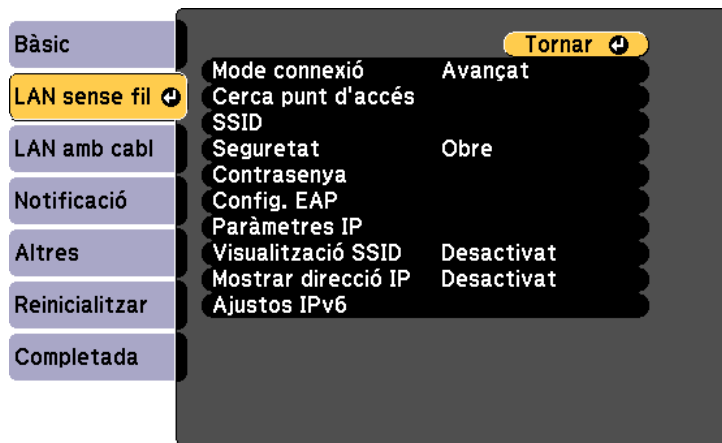 Bàsic
LAN sense fil
LAN amb cabl
Notificació
Altres
Reinicialitzar
Completada
Tornar
Mode connexió Avançat
Cerca punt d'accés
SSID
Seguretat Obre
Contrasenya
Config. EAP
Paràmetres IP
Visualització SSID Desactivat
Mostrar direcció IP Desactivat
Ajustos IPv6